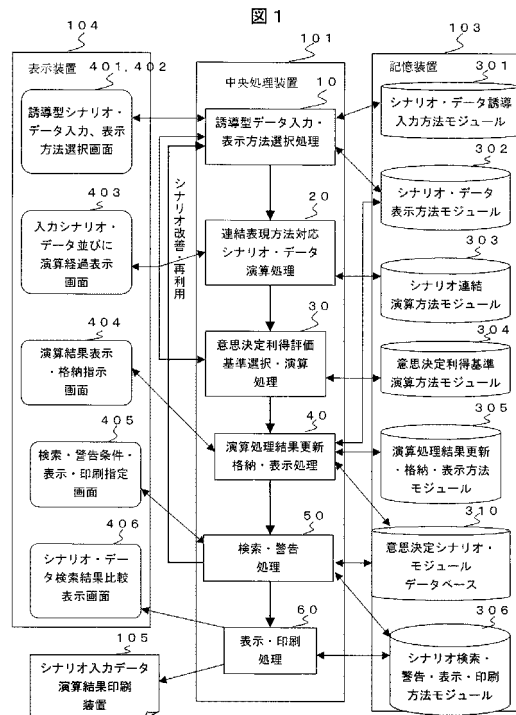 図1
104
表示装置
401,402
誘導型シナリオ・
データ入力、表示
方法選択画面
403
入力シナリオ・
データ並びに
演算経過表示
画面
404
演算結果表示
・格納指示
画面
405
検索・警告条件・
表示・印刷指定
画面
406
シナリオ・デー
タ検索結果比較
表示画面
105
シナリオ入力データ
演算結果印刷
装置
シナリオ改善・再利用
101
中央処理装置
10
誘導型データ入力・
表示方法選択処理
20
連結表現方法対応
シナリオ・データ
演算処理
30
意思決定利得評価
基準選択・演算
処理
40
演算処理結果更新
格納・表示処理
50
検索・警告
処理
60
表示・印刷
処理
103
記憶装置
301
シナリオ・データ誘導
入力方法モジュール
302
シナリオ・データ
表示方法モジュール
303
シナリオ連結
演算方法モジュール
304
意思決定利得基準
演算方法モジュール
305
演算処理結果更新
・格納・表示方法
モジュール
310
意思決定シナリオ・
モジュール
データベース
306
シナリオ検索・
警告・表示・印刷
方法モジュール